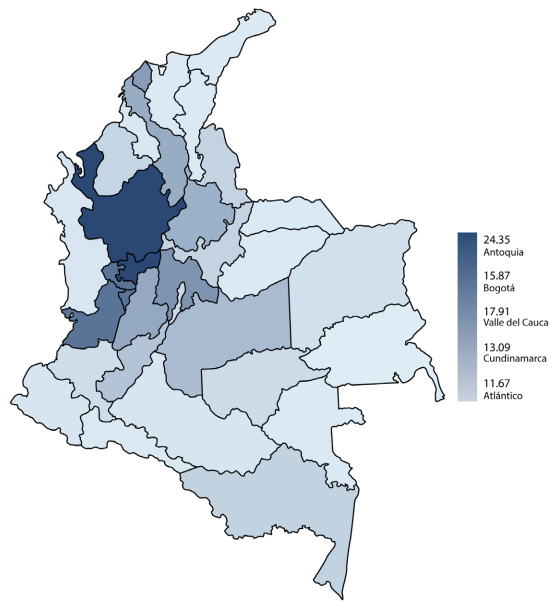 24.35
Antoquia
15.87
Bogotá
17.91
Valle del Cauca
13.09
Cundinamarca
11.67
Atlántico